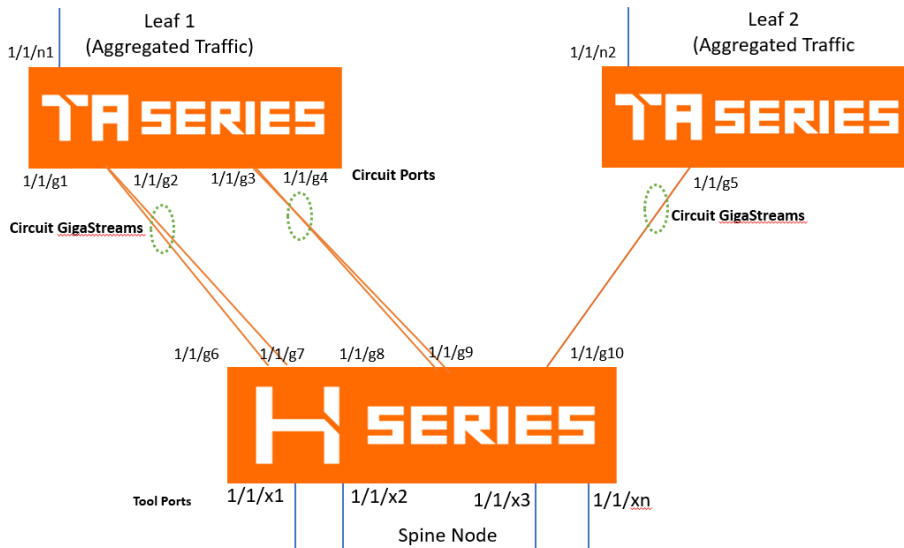 Leaf 1
(Aggregated Traffic)
1/1/n1
TA SERIES
1/1/g1
1/1/g2
1/1/g3
1/1/g4
Circuit Ports
Circuit GigaStreams
Leaf 2
(Aggregated Traffic
1/1/n2
TA SERIES
1/1/g5
Circuit GigaStreams
1/1/g6
1/1/g7
1/1/g8
1/1/g9
1/1/g10
H SERIES
Tool Ports
1/1/x1
1/1/x2
1/1/x3
1/1/xn
Spine Node